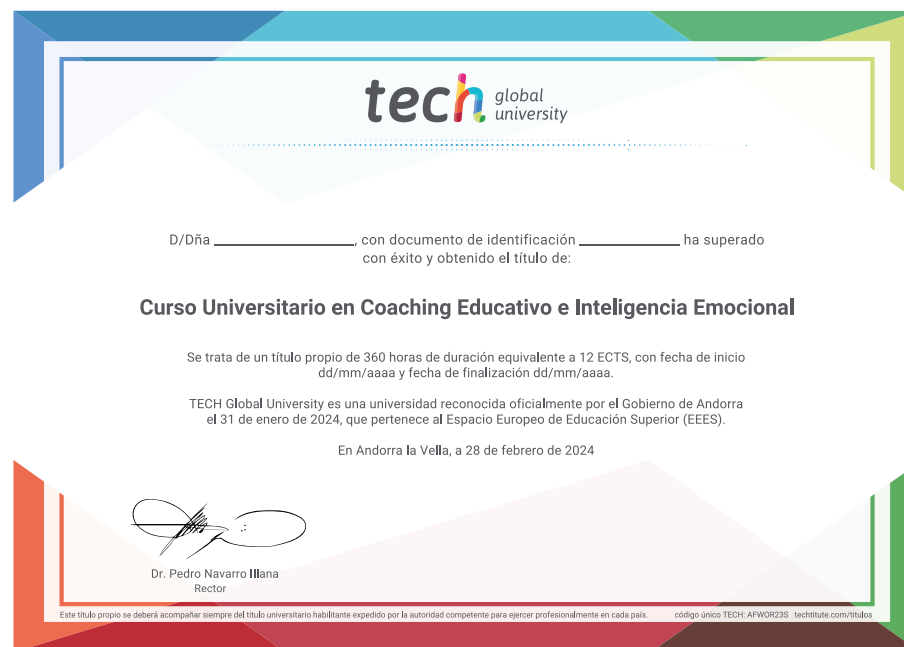 tech global university
D/Dña ______________, con documento de identificación __________ ha superado
con éxito y obtenido el título de:
Curso Universitario en Coaching Educativo e Inteligencia Emocional
Se trata de un título propio de 360 horas de duración equivalente a 12 ECTS, con fecha de inicio
dd/mm/aaaa y fecha de finalización dd/mm/aaaa.
TECH Global University es una universidad reconocida oficialmente por el Gobierno de Andorra
el 31 de enero de 2024, que pertenece al Espacio Europeo de Educación Superior (EEES).
En Andorra la Vella, a 28 de febrero de 2024
Dr. Pedro Navarro Illana
Rector
Este título propio se deberá acompañar siempre del título universitario habilitante expedido por la autoridad competente para ejercer profesionalmente en cada país. código único TECH: AFWOR23S techtitute.com/titulos